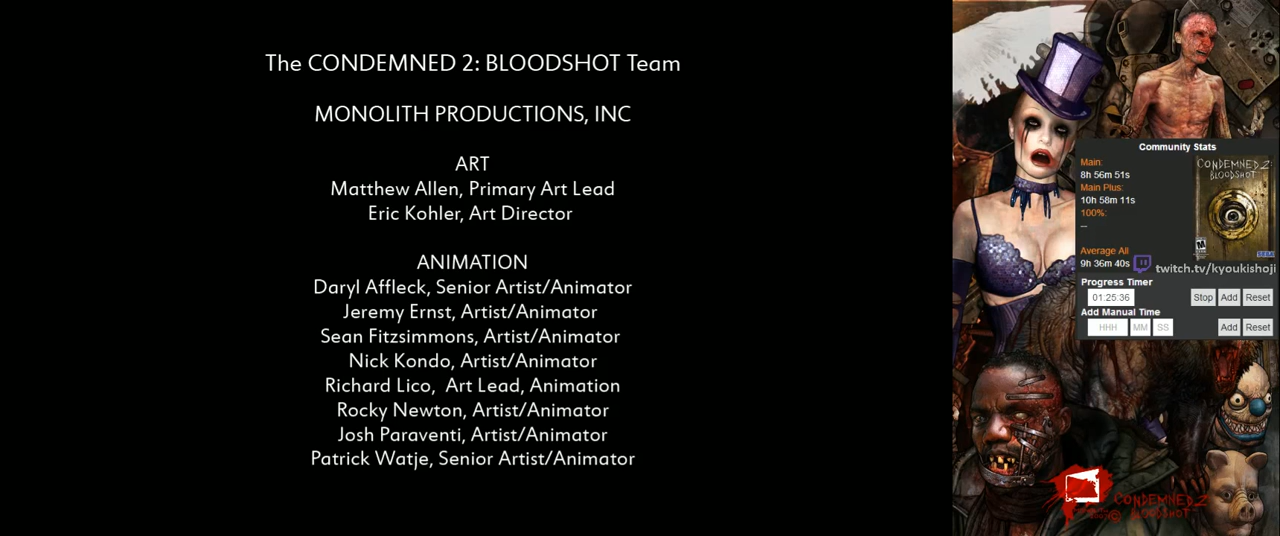 The CONDEMNED 2: BLOODSHOT Team
MONOLITH PRODUCTIONS, INC
ART
Matthew Allen, Primary Art Lead
Eric Kohler, Art Director
ANIMATION
Daryl Affleck, Senior Artist/Animator
Jeremy Ernst, Artist/Animator
Sean Fitzsimmons, Artist/Animator
Nick Kondo, Artist/Animator
Richard Lico, Art Lead, Animation
Rocky Newton, Artist/Animator
Josh Paraventi, Artist/Animator
Patrick Watje, Senior Artist/Animator
Community Stats
Main:
8h 56m 51s
Main Plus:
10h 58m 11s
100%:
--
Average All
9h 36m 40s
CONDEMNED 2:
BLOODSHOT
SEGA
twitch.tv/kyoukishoji
Progress Timer
01:25:36
Stop
Add
Reset
Add Manual Time
HHH
MM
SS
Add
Reset
CONDEMNED 2
BLOODSHOT